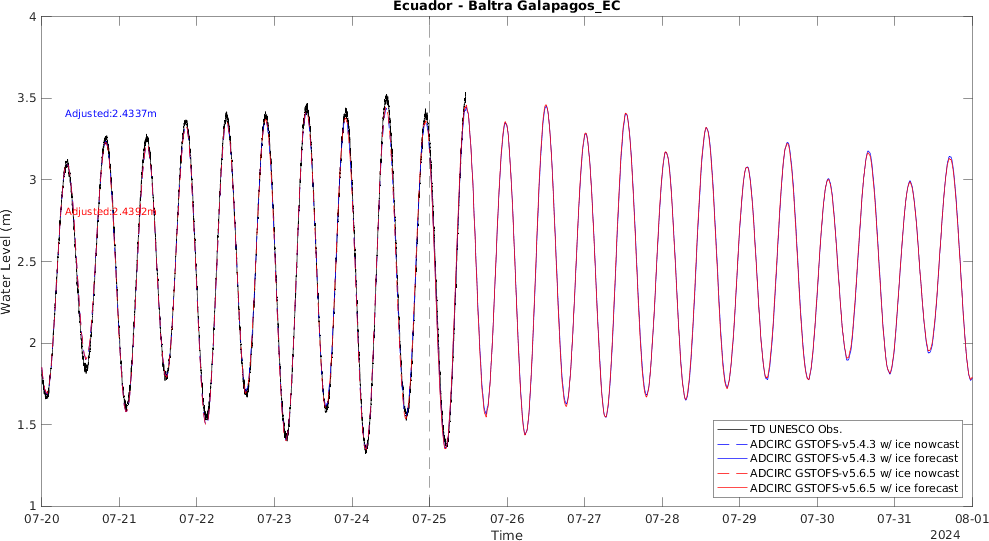 Ecuador - Baltra Galapagos_EC
4
3.5
3
2.5
2
1.5
1
Water Level (m)
Adjusted:2.4337m
Adjusted:2.4392m
TD UNESCO Obs.
ADCIRC GSTOFS-v5.4.3 w/ ice nowcast
ADCIRC GSTOFS-v5.4.3 w/ ice forecast
ADCIRC GSTOFS-v5.6.5 w/ ice nowcast
ADCIRC GSTOFS-v5.6.5 w/ ice forecast
07-20 07-21 07-22 07-23 07-24 07-25 07-26 07-27 07-28 07-29 07-30 07-31 08-01
Time
2024